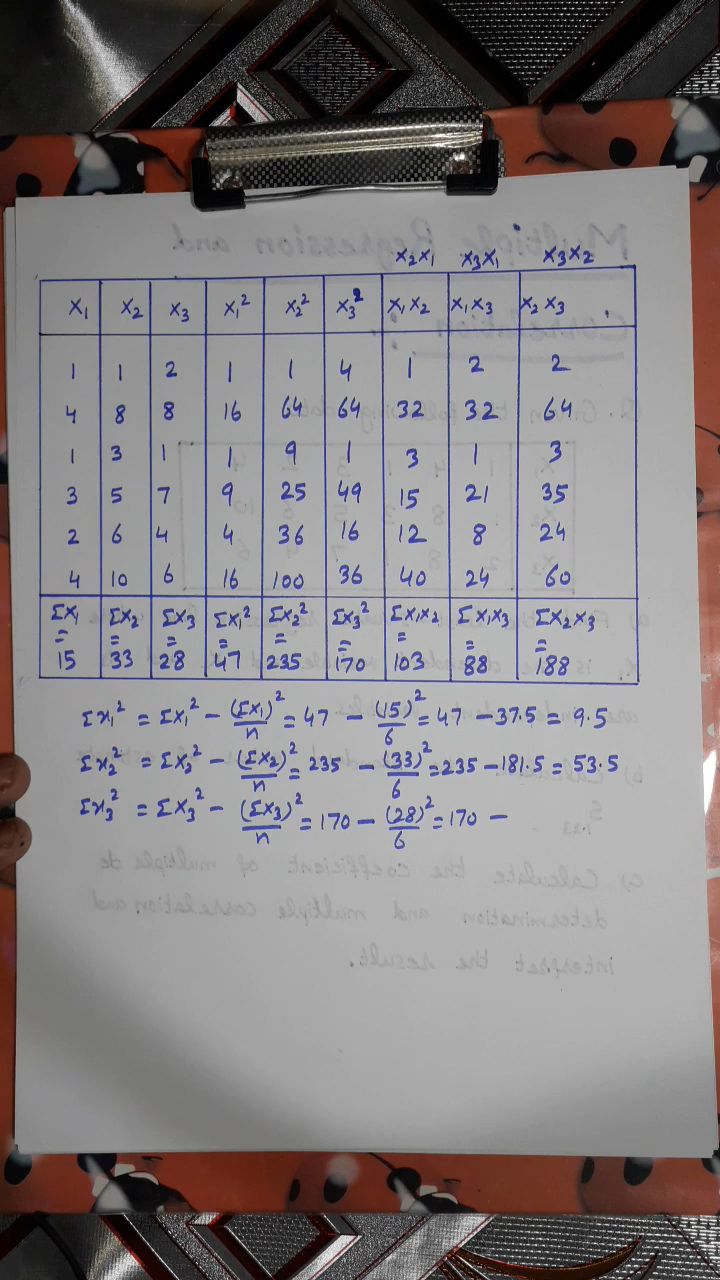 X₂X₁ X₃X₁ X₃X₂
X₁ X₂ X₃ X₁² X₂² X₃² X₁X₂ X₁X₃ X₂X₃
1 1 2 1 1 4 1 2 2
4 8 8 16 64 64 32 32 64
1 3 1 1 9 1 3 1 3
3 5 7 9 25 49 15 21 35
2 6 4 4 36 16 12 8 24
4 10 6 16 100 36 40 24 60
ΣX₁ ΣX₂ ΣX₃ ΣX₁² ΣX₂² ΣX₃² ΣX₁X₂ ΣX₁X₃ ΣX₂X₃
= = = = = = = = =
15 33 28 47 235 170 103 88 188
Σx₁² = ΣX₁² - (ΣX₁)²/n = 47 - (15)²/6 = 47 - 37.5 = 9.5
Σx₂² = ΣX₂² - (ΣX₂)²/n = 235 - (33)²/6 = 235 - 181.5 = 53.5
Σx₃² = ΣX₃² - (ΣX₃)²/n = 170 - (28)²/6 = 170 -